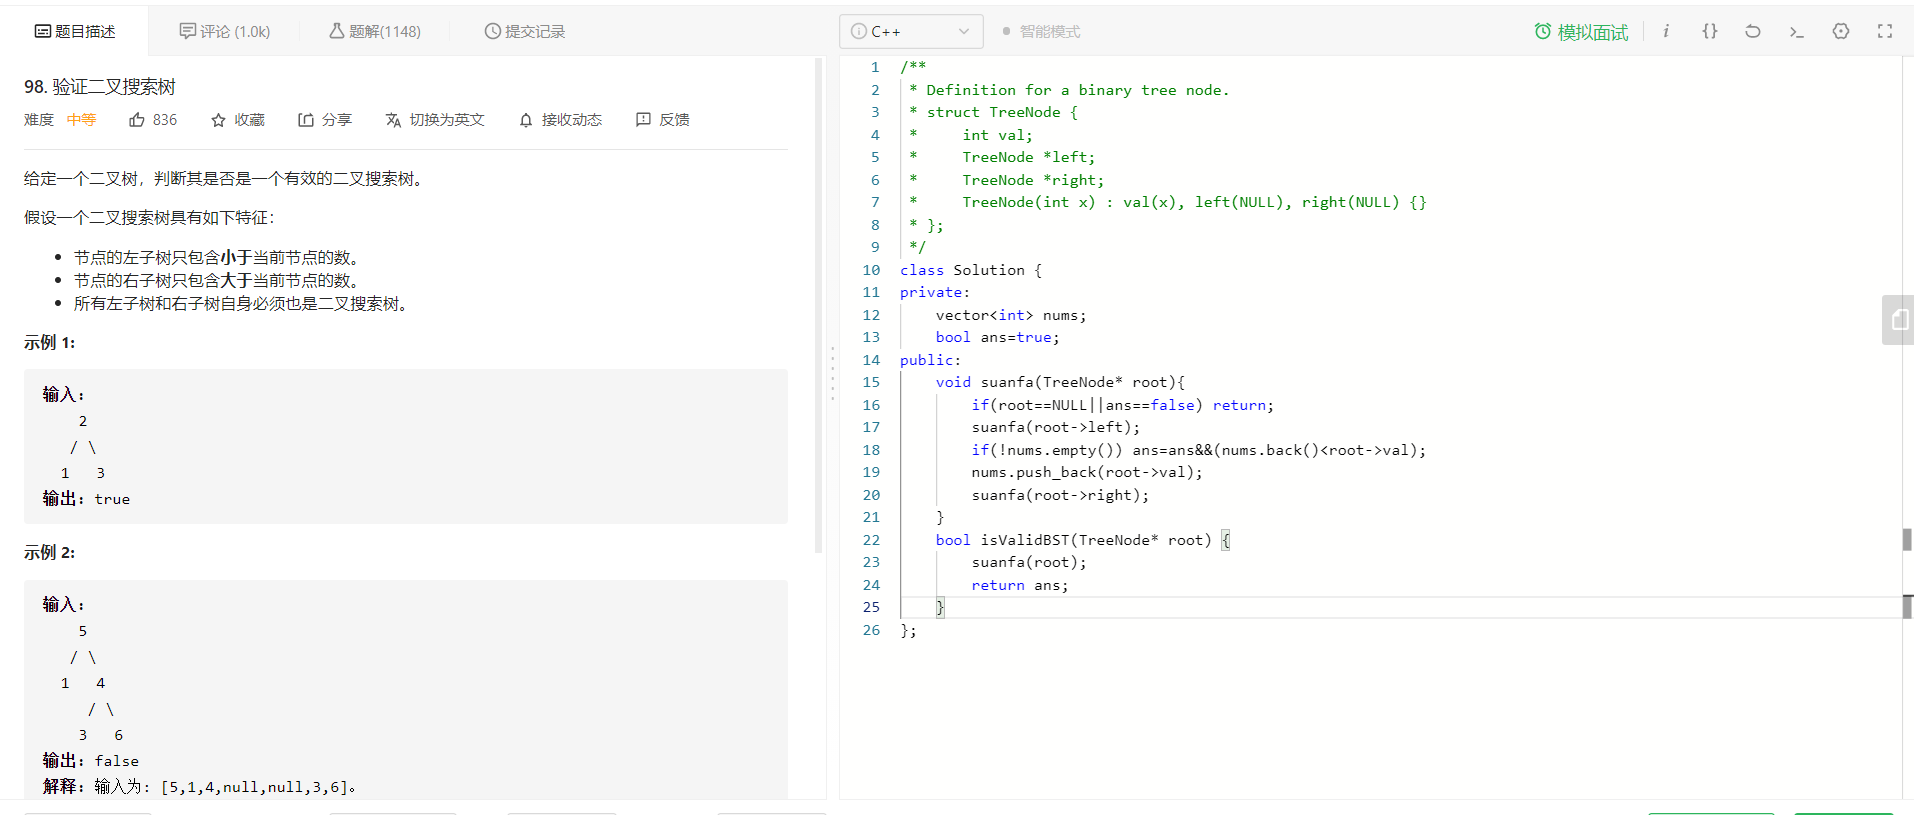 题目描述
评论 (1.0k)
题解(1148)
提交记录
98. 验证二叉搜索树
难度 中等 836 收藏 分享 切换为英文 接收动态 反馈
给定一个二叉树，判断其是否是一个有效的二叉搜索树。
假设一个二叉搜索树具有如下特征：
• 节点的左子树只包含小于当前节点的数。
• 节点的右子树只包含大于当前节点的数。
• 所有左子树和右子树自身必须也是二叉搜索树。
示例 1:
输入:
2
/ \
1 3
输出: true
示例 2:
输入:
5
/ \
1 4
/ \
3 6
输出: false
解释: 输入为: [5,1,4,null,null,3,6]。
C++
智能模式
模拟面试
1 /**
2 * Definition for a binary tree node.
3 * struct TreeNode {
4 * int val;
5 * TreeNode *left;
6 * TreeNode *right;
7 * TreeNode(int x) : val(x), left(NULL), right(NULL) {}
8 * };
9 */
10 class Solution {
11 private:
12 vector<int> nums;
13 bool ans=true;
14 public:
15 void suanfa(TreeNode* root){
16 if(root==NULL||ans==false) return;
17 suanfa(root->left);
18 if(!nums.empty()) ans=ans&&(nums.back()<root->val);
19 nums.push_back(root->val);
20 suanfa(root->right);
21 }
22 bool isValidBST(TreeNode* root) {
23 suanfa(root);
24 return ans;
25 }
26 };